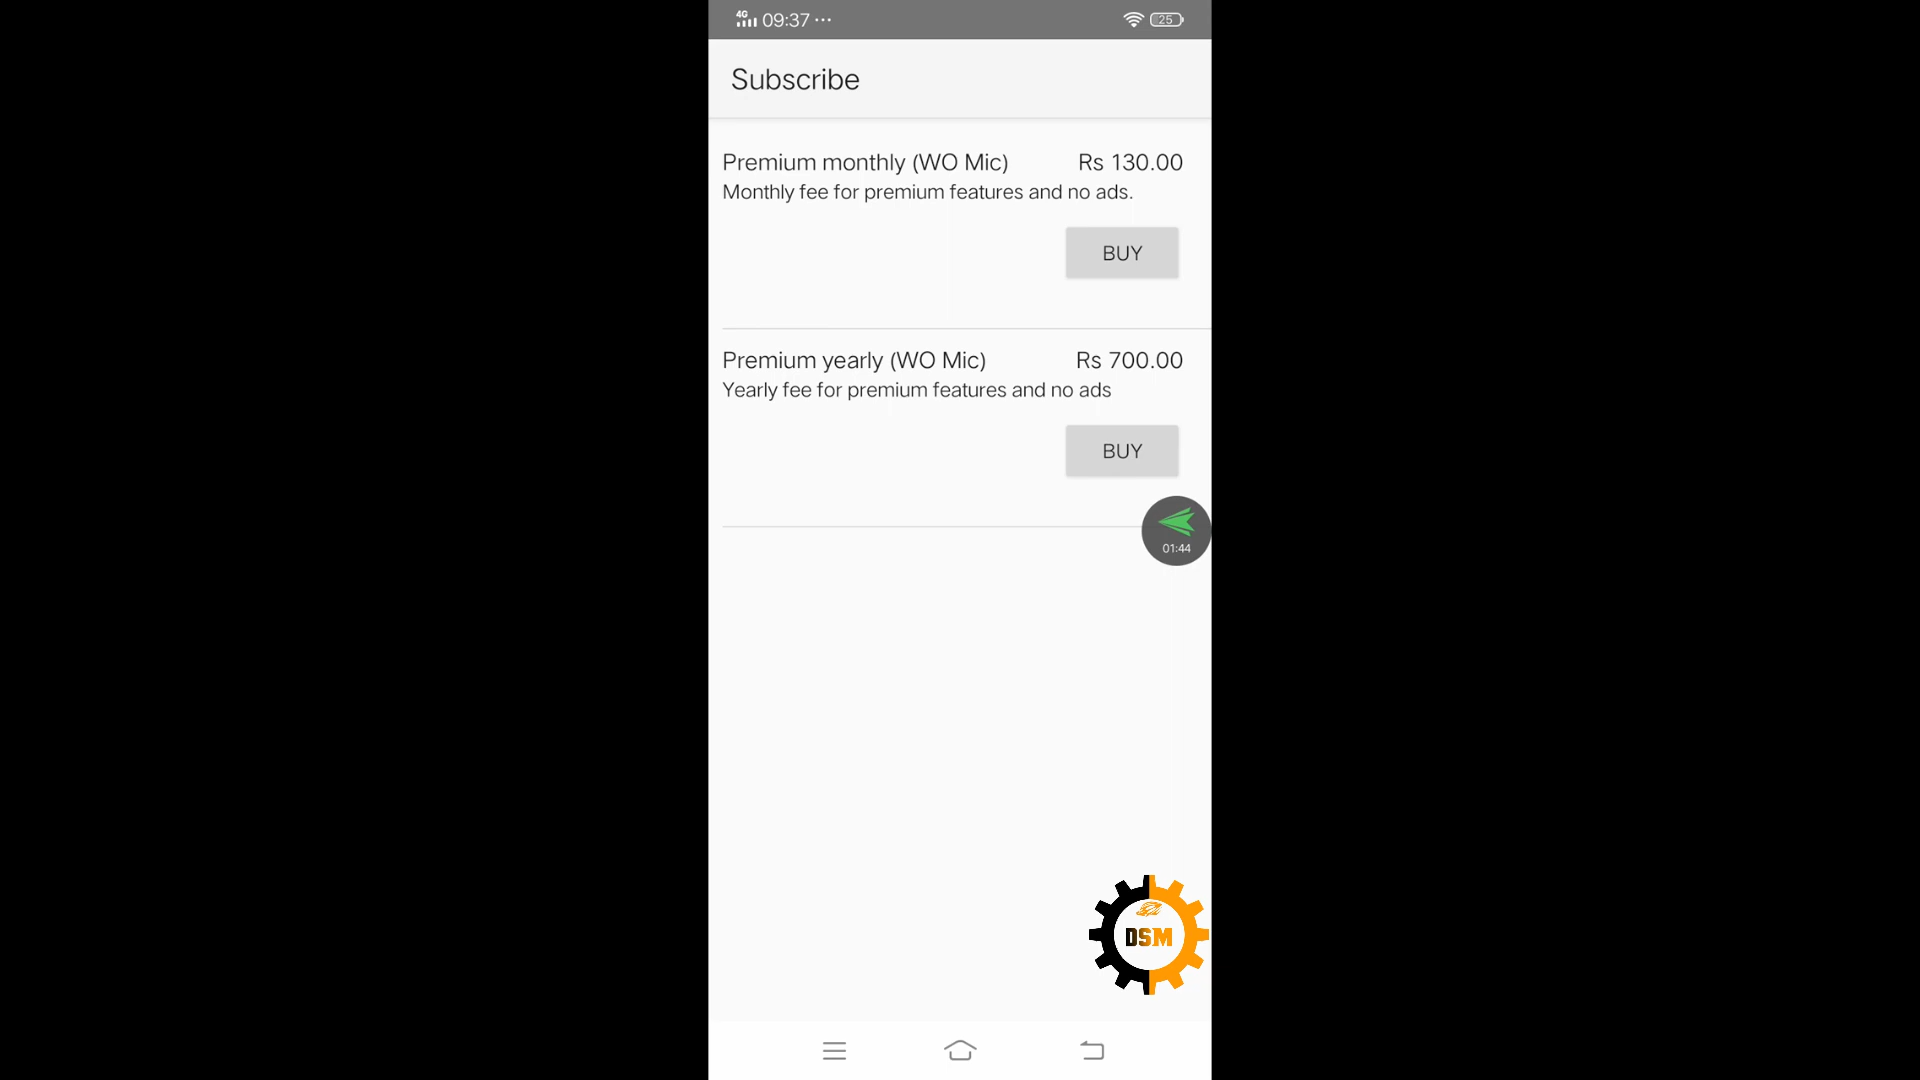 4G 09:37 ... 25
Subscribe
Premium monthly (WO Mic) Rs 130.00
Monthly fee for premium features and no ads.
BUY
Premium yearly (WO Mic) Rs 700.00
Yearly fee for premium features and no ads
BUY
01:44
DSM